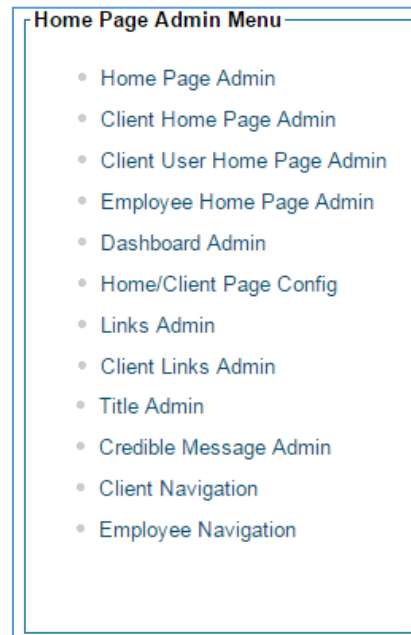 Home Page Admin Menu
Home Page Admin
Client Home Page Admin
Client User Home Page Admin
Employee Home Page Admin
Dashboard Admin
Home/Client Page Config
Links Admin
Client Links Admin
Title Admin
Credible Message Admin
Client Navigation
Employee Navigation